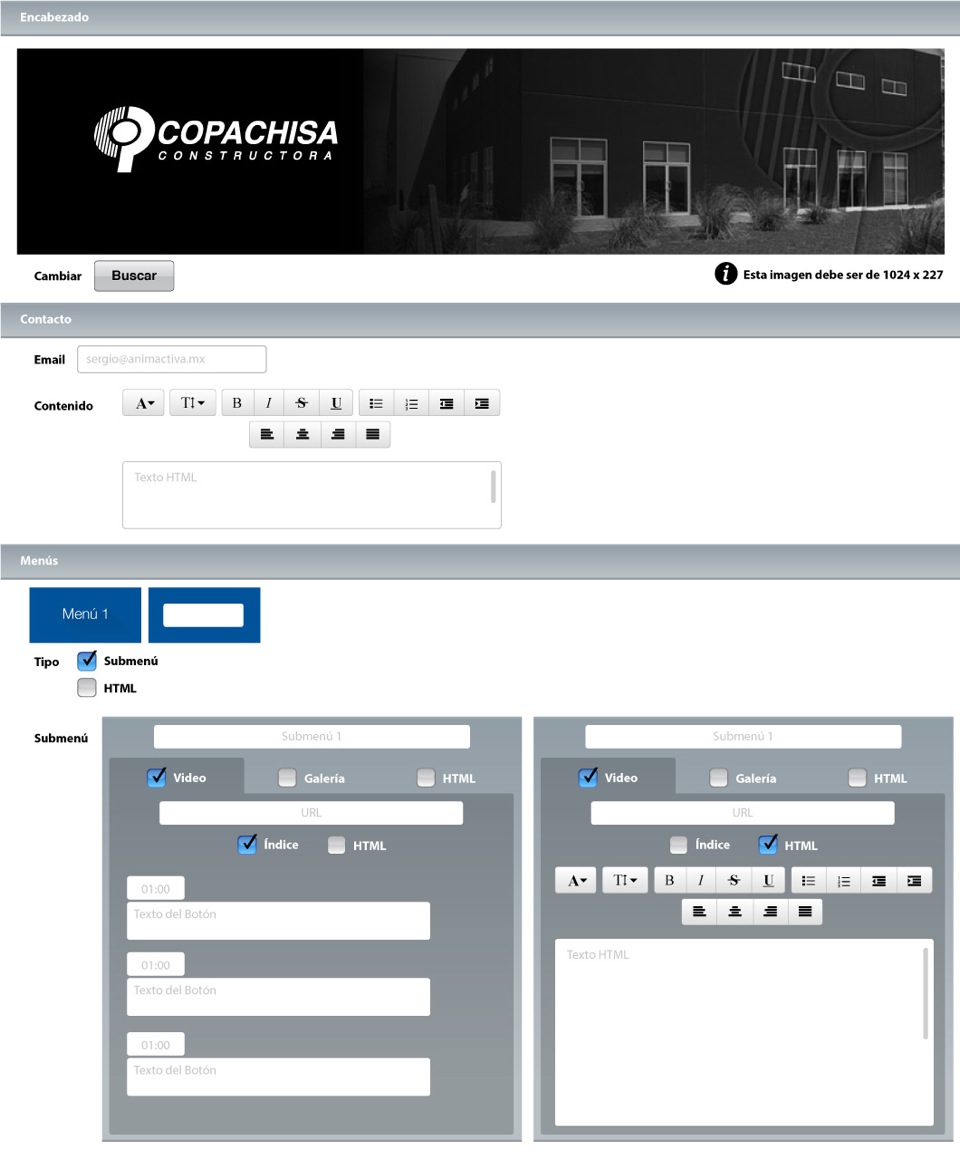 Encabezado
COPACHISA
CONSTRUCTORA
Cambiar Buscar i Esta imagen debe ser de 1024 x 227
Contacto
Email sergio@animactiva.mx
Contenido A T B I S U
Texto HTML
Menús
Menú 1
Tipo Submenú
HTML
Submenú
Submenú 1
Video Galería HTML
URL
Índice HTML
01:00
Texto del Botón
01:00
Texto del Botón
01:00
Texto del Botón
Submenú 1
Video Galería HTML
URL
Índice HTML
A T B I S U
Texto HTML